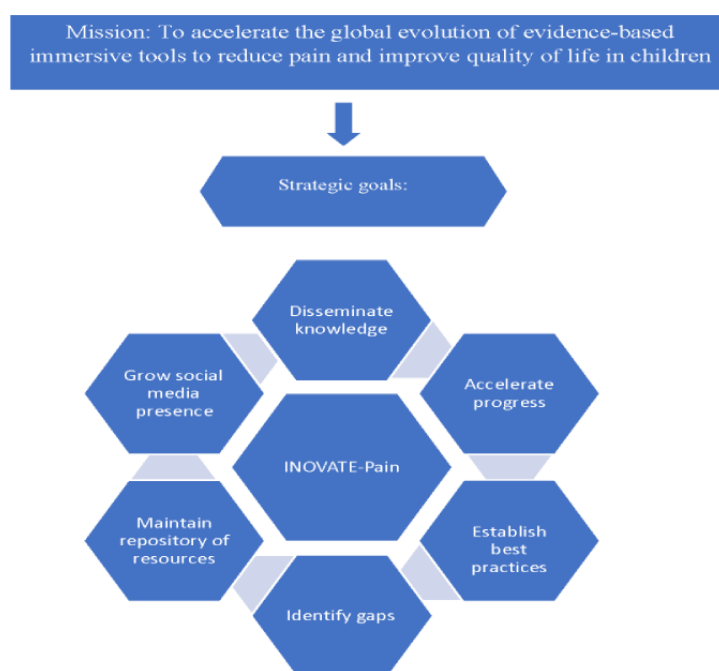 Mission: To accelerate the global evolution of evidence-based
immersive tools to reduce pain and improve quality of life in children
Strategic goals:
Disseminate
knowledge
Accelerate
progress
Establish
best
practices
Identify gaps
Maintain
repository of
resources
Grow social
media
presence
INOVATE-Pain